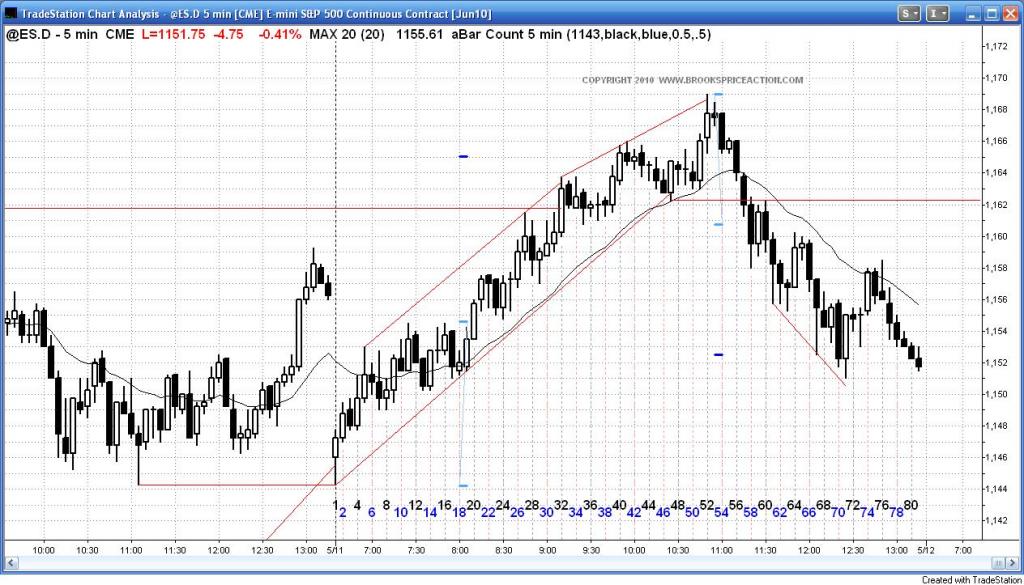 TradeStation Chart Analysis - @ES.D 5 min [CME] E-mini S&P 500 Continuous Contract [Jun10]
S I
@ES.D - 5 min CME L=1151.75 -4.75 -0.41% MAX 20 (20) 1155.61 aBar Count 5 min (1143,black,blue,0.5,.5)
COPYRIGHT 2010 WWW.BROOKSPRICEACTION.COM
1,172
1,170
1,168
1,166
1,164
1,162
1,160
1,158
1,156
1,154
1,152
1,150
1,148
1,146
1,144
1,142
1 4 8 12 16 20 24 28 32 36 40 44 48 52 56 60 64 68 72 76 80
2 6 10 14 18 22 26 30 34 38 42 46 50 54 58 62 66 70 74 78
10:00 10:30 11:00 11:30 12:00 12:30 13:00 5/11 7:00 7:30 8:00 8:30 9:00 9:30 10:00 10:30 11:00 11:30 12:00 12:30 13:00 5/12 7:00
Created with TradeStation